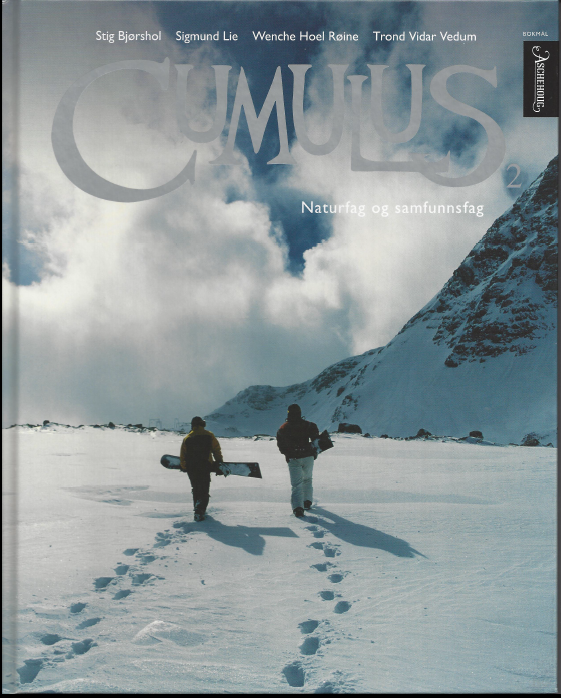 Stig Bjørshol Sigmund Lie Wenche Hoel Røine Trond Vidar Vedum
BOKMÅL
ASCHEHOUG
CUMULUS
2
Naturfag og samfunnsfag